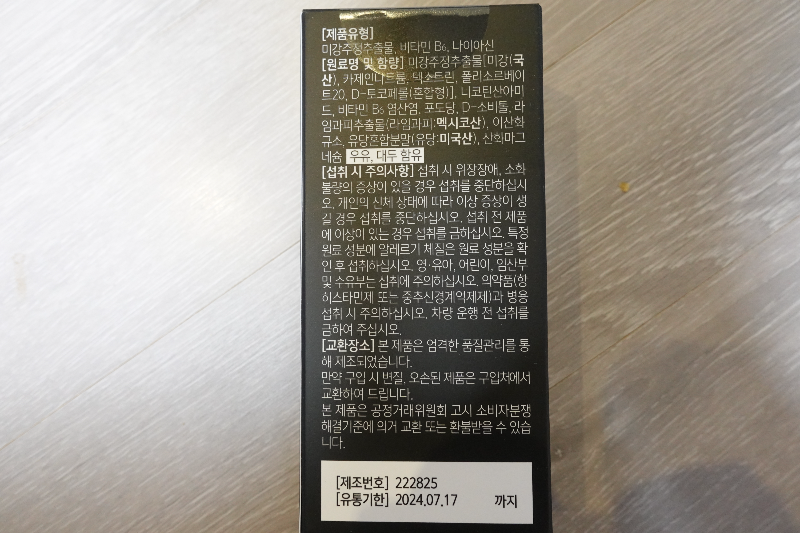 [제품유형]
미강주정추출물, 비타민 B₆, 나이아신
[원료명 및 함량] 미강주정추출물[미강(국
산), 카제인나트륨, 덱스트린, 폴리소르베이
트20, D-토코페롤(혼합형)], 니코틴산아미
드, 비타민 B₆ 염산염, 포도당, D-소비톨, 라
임과피추출물(라임과피:멕시코산), 이산화
규소, 유당혼합분말(유당:미국산), 산화마그
네슘 우유, 대두 함유
[섭취 시 주의사항] 섭취 시 위장장애, 소화
불량의 증상이 있을 경우 섭취를 중단하십시
오. 개인의 신체 상태에 따라 이상 증상이 생
길 경우 섭취를 중단하십시오. 섭취 전 제품
에 이상이 있는 경우 섭취를 금하십시오. 특정
원료 성분에 알레르기 체질은 원료 성분을 확
인 후 섭취하십시오. 영·유아, 어린이, 임산부
및 수유부는 섭취에 주의하십시오. 의약품(항
히스타민제 또는 중추신경계억제제)과 병용
섭취 시 주의하십시오. 차량 운행 전 섭취를
금하여 주십시오.
[교환장소] 본 제품은 엄격한 품질관리를 통
해 제조되었습니다.
만약 구입 시 변질, 오손된 제품은 구입처에서
교환하여 드립니다.
본 제품은 공정거래위원회 고시 소비자분쟁
해결기준에 의거 교환 또는 환불받을 수 있습
니다.
[제조번호] 222825
[유통기한] 2024.07.17 까지